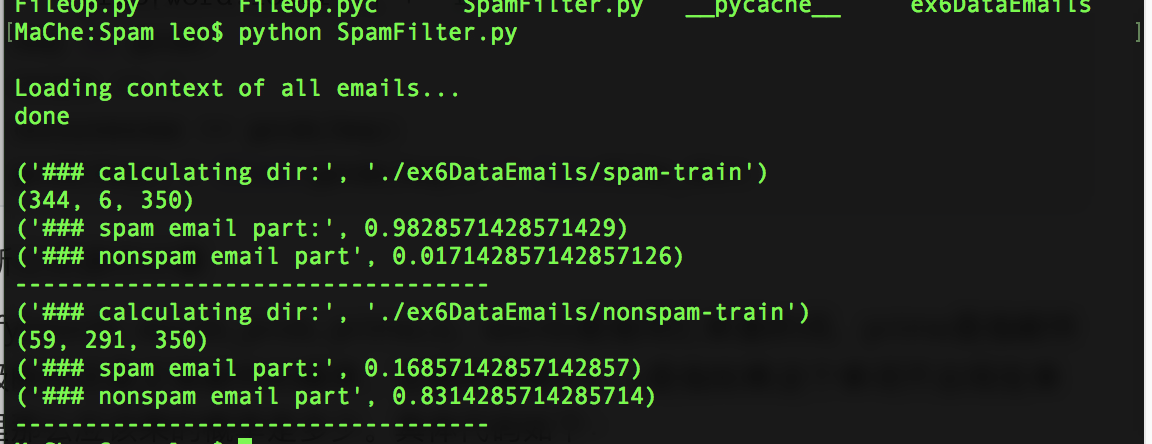 FileOp.py FileOp.pyc SpamFilter.py __pycache__ ex6DataEmails
[MaChe:Spam leo$ python SpamFilter.py ]
Loading context of all emails...
done
('### calculating dir:', './ex6DataEmails/spam-train')
(344, 6, 350)
('### spam email part:', 0.9828571428571429)
('### nonspam email part', 0.017142857142857126)
----------------------------------
('### calculating dir:', './ex6DataEmails/nonspam-train')
(59, 291, 350)
('### spam email part:', 0.16857142857142857)
('### nonspam email part', 0.8314285714285714)
----------------------------------